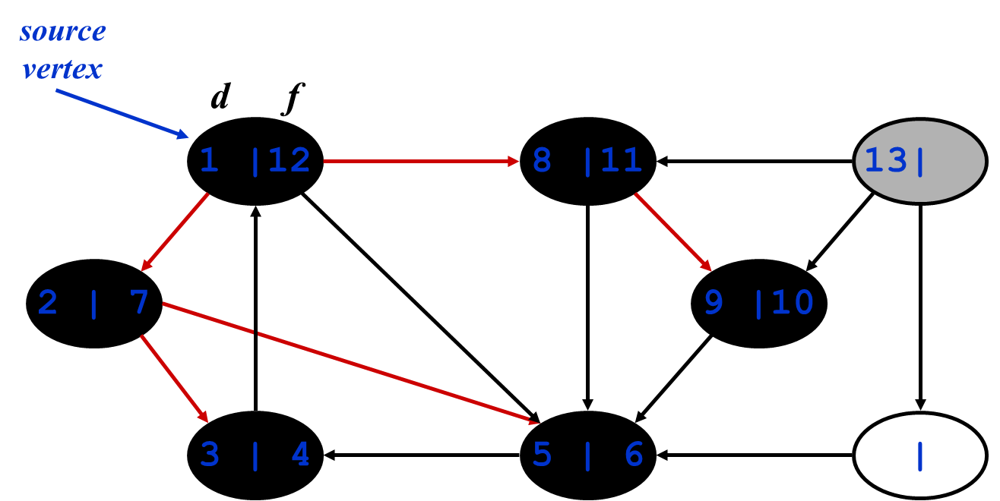 source
vertex
d f
1 |12
8 |11
13|
2 | 7
9 |10
3 | 4
5 | 6
|